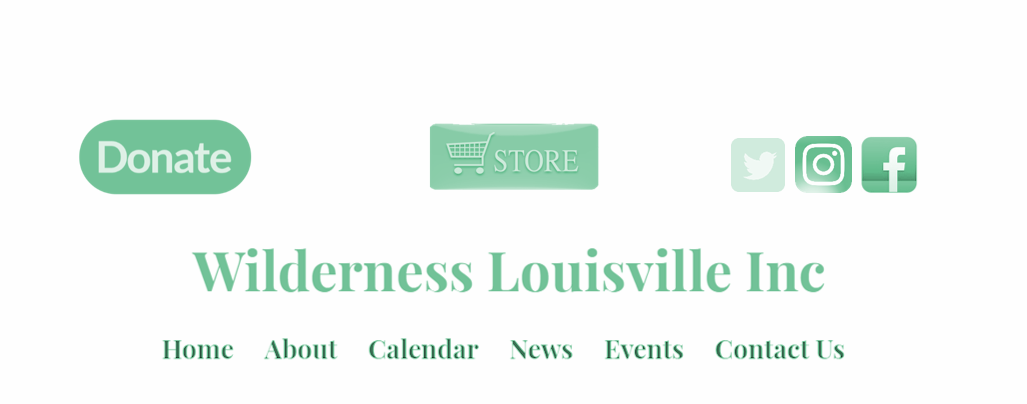 Donate
STORE
Wilderness Louisville Inc
Home About Calendar News Events Contact Us